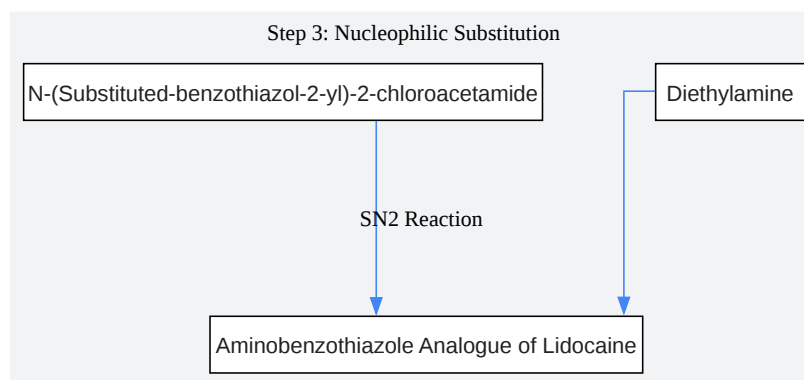 Step 3: Nucleophilic Substitution
N-(Substituted-benzothiazol-2-yl)-2-chloroacetamide
Diethylamine
SN2 Reaction
Aminobenzothiazole Analogue of Lidocaine